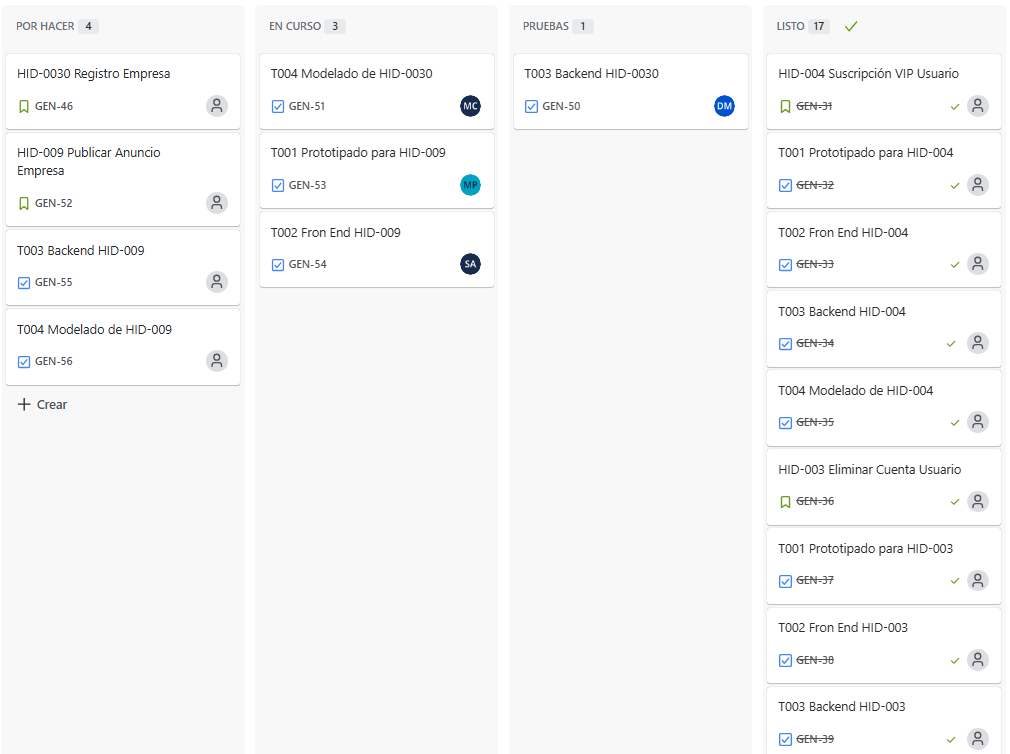 POR HACER 4
HID-0030 Registro Empresa
GEN-46
HID-009 Publicar Anuncio
Empresa
GEN-52
T003 Backend HID-009
GEN-55
T004 Modelado de HID-009
GEN-56
Crear
EN CURSO 3
T004 Modelado de HID-0030
GEN-51
MC
T001 Prototipado para HID-009
GEN-53
MP
T002 Fron End HID-009
GEN-54
SA
PRUEBAS 1
T003 Backend HID-0030
GEN-50
DM
LISTO 17
HID-004 Suscripción VIP Usuario
GEN-31
T001 Prototipado para HID-004
GEN-32
T002 Fron End HID-004
GEN-33
T003 Backend HID-004
GEN-34
T004 Modelado de HID-004
GEN-35
HID-003 Eliminar Cuenta Usuario
GEN-36
T001 Prototipado para HID-003
GEN-37
T002 Fron End HID-003
GEN-38
T003 Backend HID-003
GEN-39